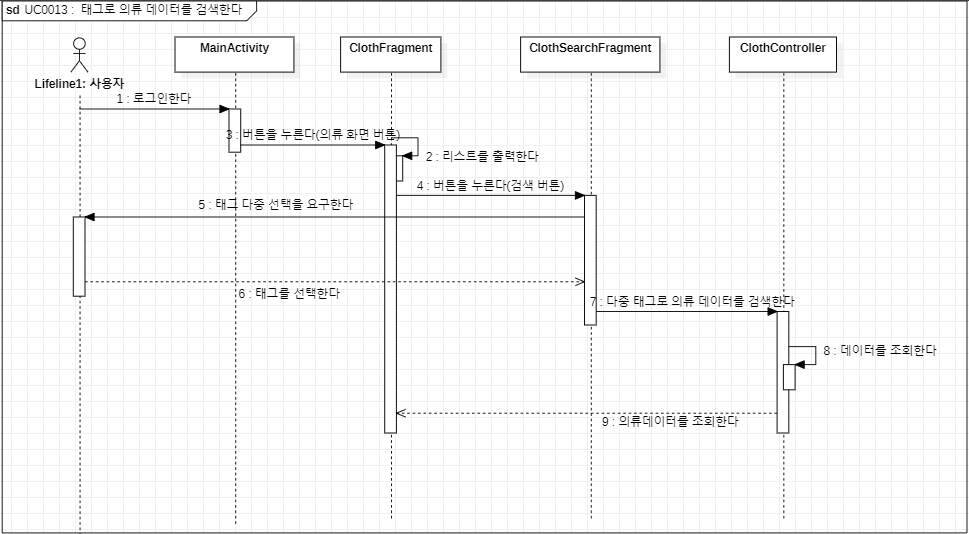 sd UC0013 : 태그로 의류 데이터를 검색한다
MainActivity
ClothFragment
ClothSearchFragment
ClothController
Lifeline1: 사용자
1 : 로그인한다
3 : 버튼을 누른다(의류 화면 버튼)
2 : 리스트를 출력한다
4 : 버튼을 누른다(검색 버튼)
5 : 태그 다중 선택을 요구한다
6 : 태그를 선택한다
7 : 다중 태그로 의류 데이터를 검색한다
8 : 데이터를 조회한다
9 : 의류데이터를 조회한다